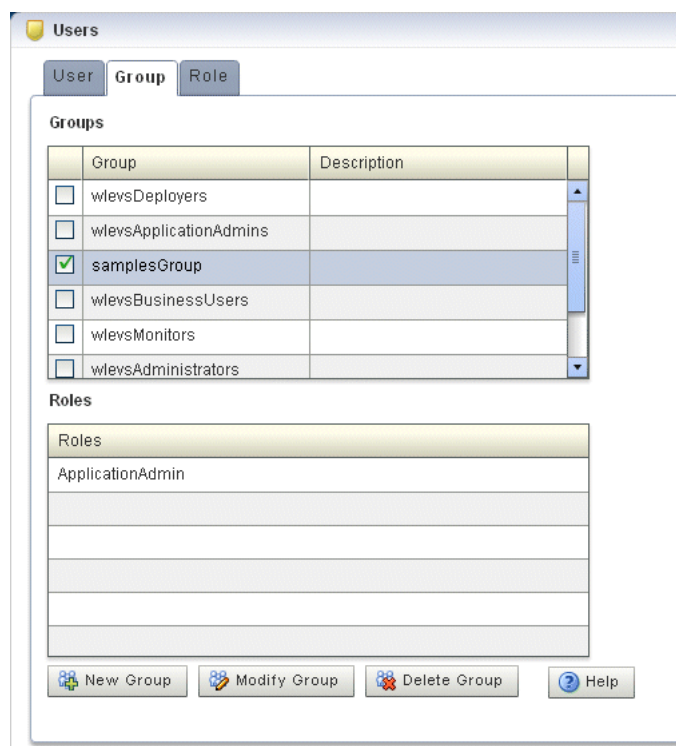 Users
User Group Role
Groups
Group Description
wlevsDeployers
wlevsApplicationAdmins
samplesGroup
wlevsBusinessUsers
wlevsMonitors
wlevsAdministrators
Roles
Roles
ApplicationAdmin
New Group Modify Group Delete Group Help